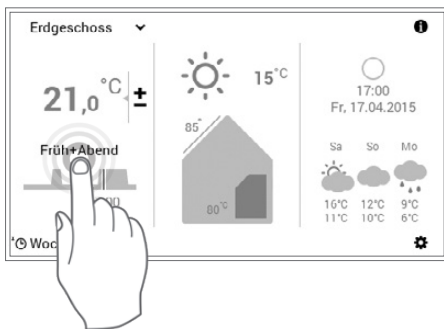 Erdgeschoss
21,0 °C ±
Früh+Abend
15°C
85°
80 °C
17:00
Fr, 17.04.2015
Sa So Mo
16°C 12°C 9°C
11°C 10°C 6°C